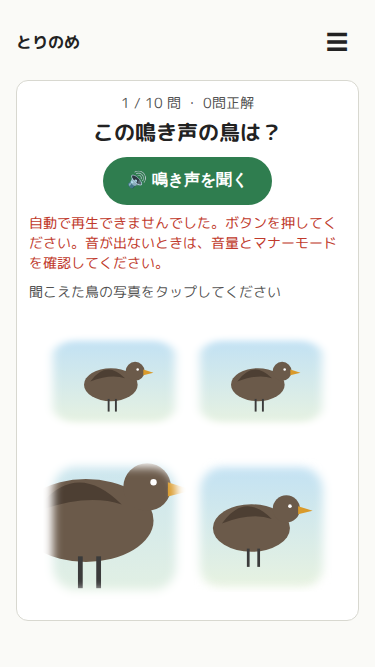 とりのめ
1 / 10 問 · 0問正解
この鳴き声の鳥は？
🔊 鳴き声を聞く
自動で再生できませんでした。ボタンを押してく
ださい。音が出ないときは、音量とマナーモード
を確認してください。
聞こえた鳥の写真をタップしてください